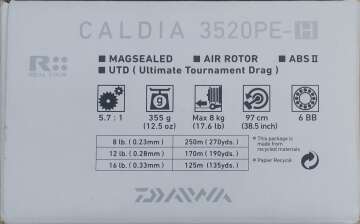 CALDIA 3520PE-H
R
REAL FOUR
■ MAGSEALED ■ AIR ROTOR ■ ABS II
■ UTD ( Ultimate Tournament Drag )
g
5.7 : 1 355 g Max 8 kg 97 cm 6 BB
(12.5 oz) (17.6 lb) (38.5 inch)
8 lb. ( 0.23mm ) 250m ( 270yds. )
12 lb. ( 0.28mm ) 170m ( 190yds. )
16 lb. ( 0.33mm ) 125m ( 135yds. )
* This package is
made from
recycled materials
* Paper Recycle
DAIWA